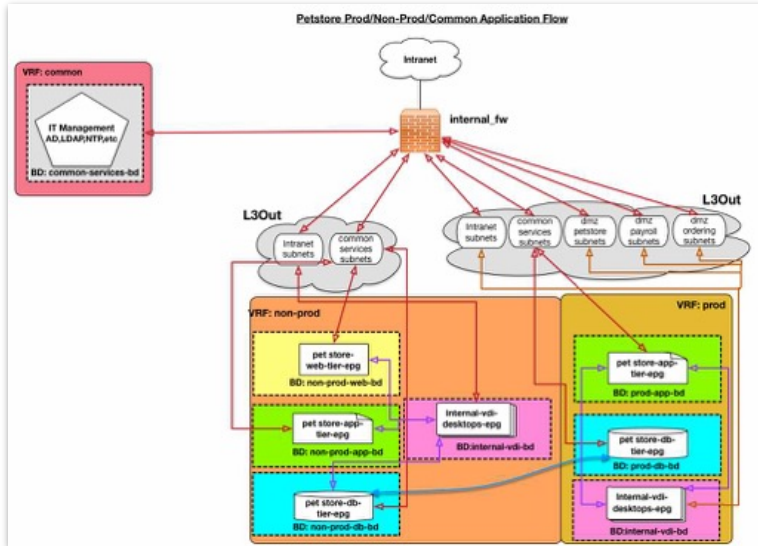 Petstore Prod/Non-Prod/Common Application Flow
VRF: common
IT Management
AD,LDAP,NTP,etc
BD: common-services-bd
Intranet
internal_fw
L3Out
Intranet
subnets
common
services
subnets
L3Out
Intranet
subnets
common
services
subnets
dmz
petstore
subnets
dmz
payroll
subnets
dmz
ordering
subnets
VRF: non-prod
pet store-
web-tier-epg
BD: non-prod-web-bd
pet store-app-
tier-epg
BD: non-prod-app-bd
Internal-vdi-
desktops-epg
BD:internal-vdi-bd
pet store-db-
tier-epg
BD: non-prod-db-bd
VRF: prod
pet store-app-
tier-epg
BD: prod-app-bd
pet store-db-
tier-epg
BD: prod-db-bd
Internal-vdi-
desktops-epg
BD:internal-vdi-bd